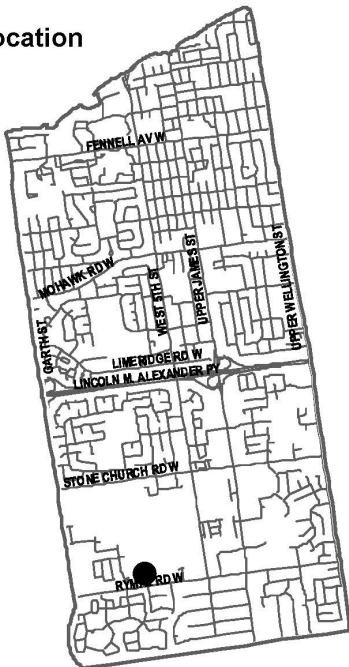 ocation
FENNELL AV W
MOHAWK RD W
WEST 5TH ST
UPPER JAMES ST
UPPER WELLINGTON ST
GARTH ST
LIMERIDGE RD W
LINCOLN M. ALEXANDER PY
STONE CHURCH RD W
RD W